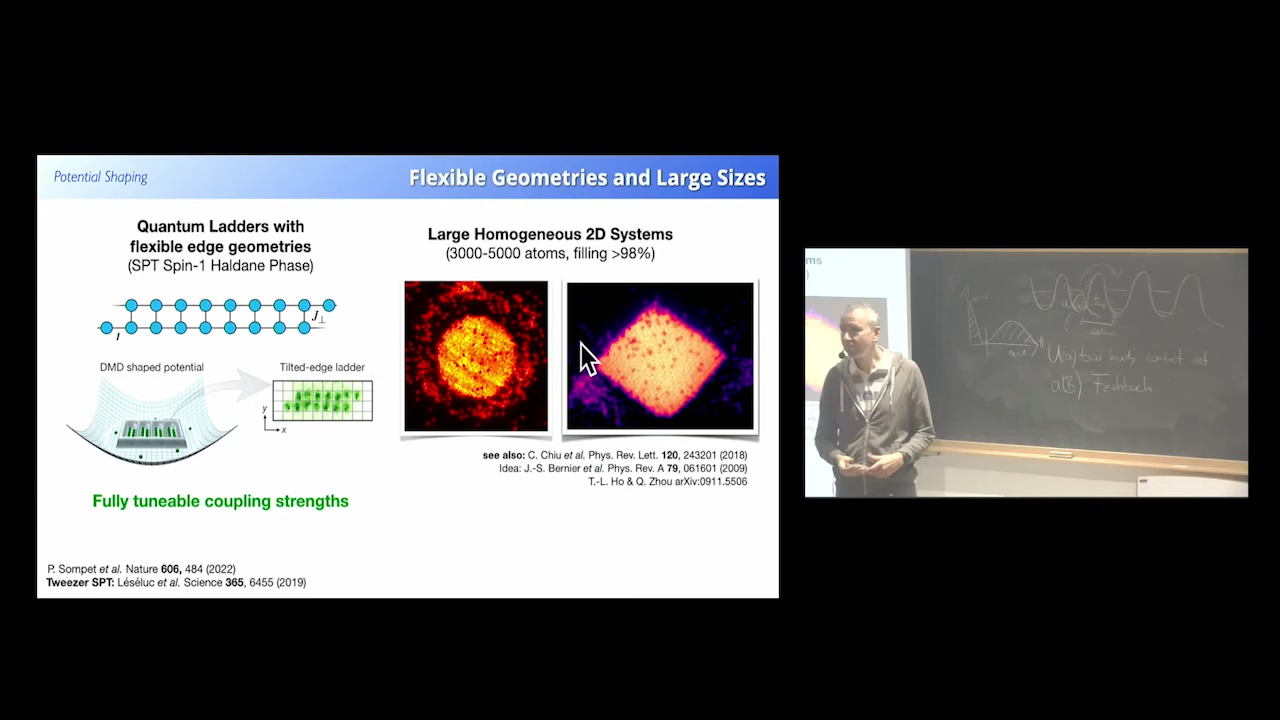 Potential Shaping
Flexible Geometries and Large Sizes
Quantum Ladders with
flexible edge geometries
(SPT Spin-1 Haldane Phase)
J⊥
DMD shaped potential
Tilted-edge ladder
y
x
Fully tuneable coupling strengths
P. Sompet et al. Nature 606, 484 (2022)
Tweezer SPT: Léséluc et al. Science 365, 6455 (2019)
Large Homogeneous 2D Systems
(3000-5000 atoms, filling >98%)
see also: C. Chiu et al. Phys. Rev. Lett. 120, 243201 (2018)
Idea: J.-S. Bernier et al. Phys. Rev. A 79, 061601 (2009)
T.-L. Ho & Q. Zhou arXiv:0911.5506
ms
)
two body contact int
a(B) Feshbach